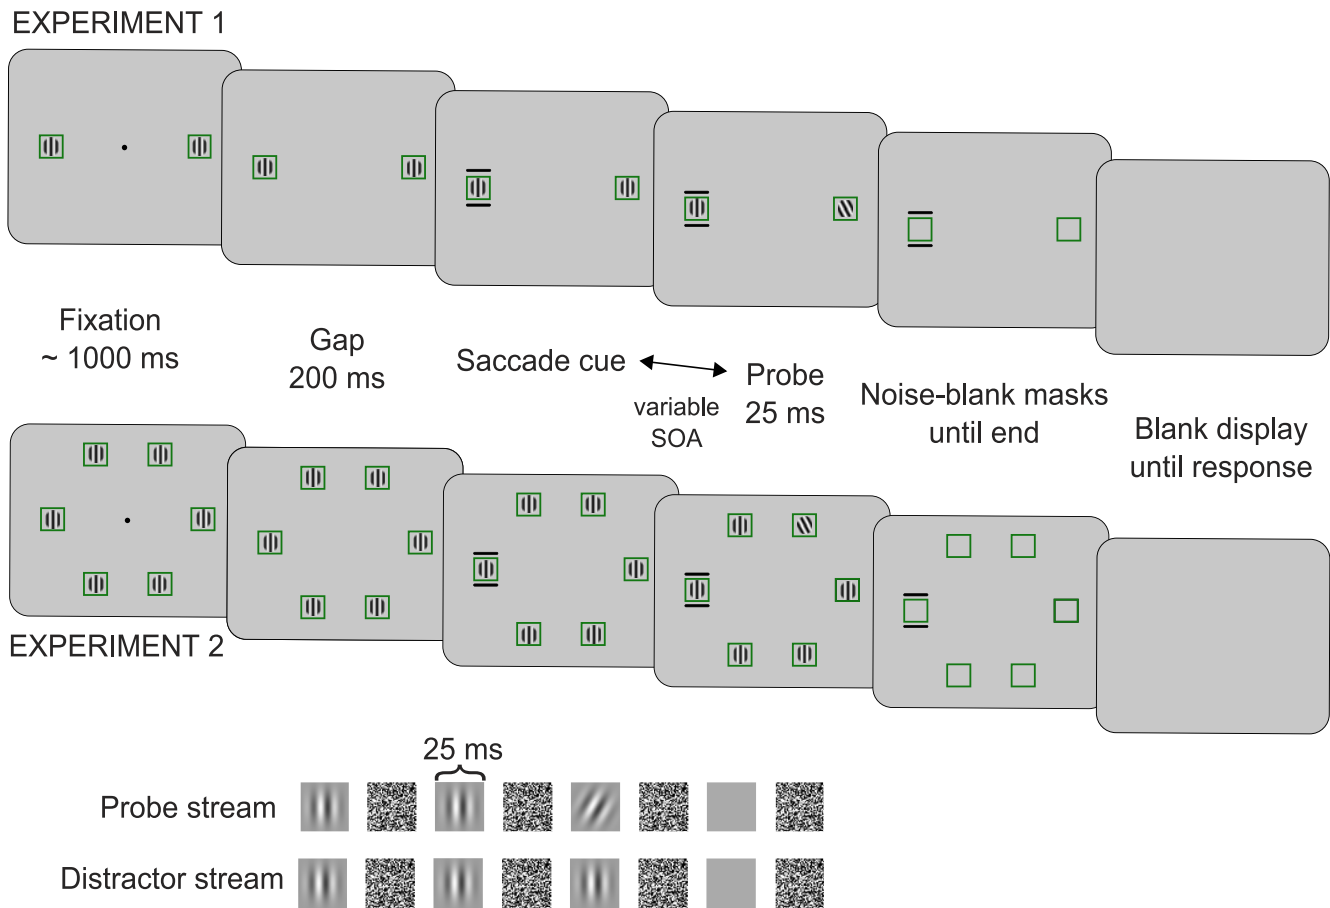 EXPERIMENT 1
Fixation
~ 1000 ms
Gap
200 ms
Saccade cue
variable
SOA
Probe
25 ms
Noise-blank masks
until end
Blank display
until response
EXPERIMENT 2
25 ms
Probe stream
Distractor stream